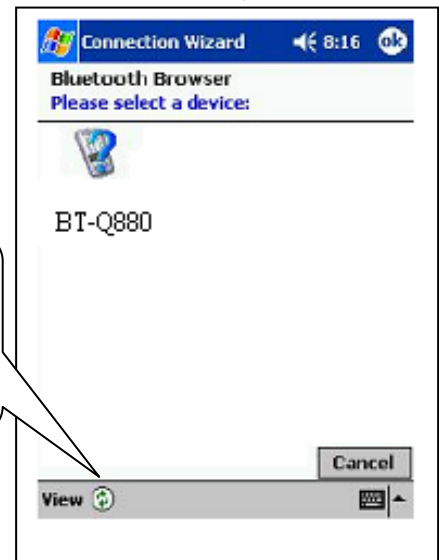 Connection Wizard 8:16 ok
Bluetooth Browser
Please select a device:
BT-Q880
Cancel
View